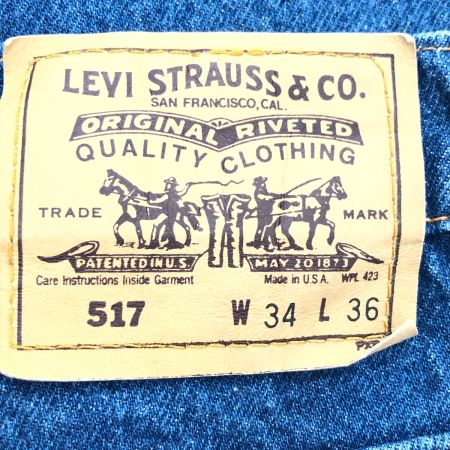 LEVI STRAUSS & CO.
SAN FRANCISCO, CAL.
ORIGINAL RIVETED
QUALITY CLOTHING
TRADE MARK
PATENTED IN U.S. MAY 20 1873
Care Instructions Inside Garment Made in U.S.A. WPL 423
517 W 34 L 36